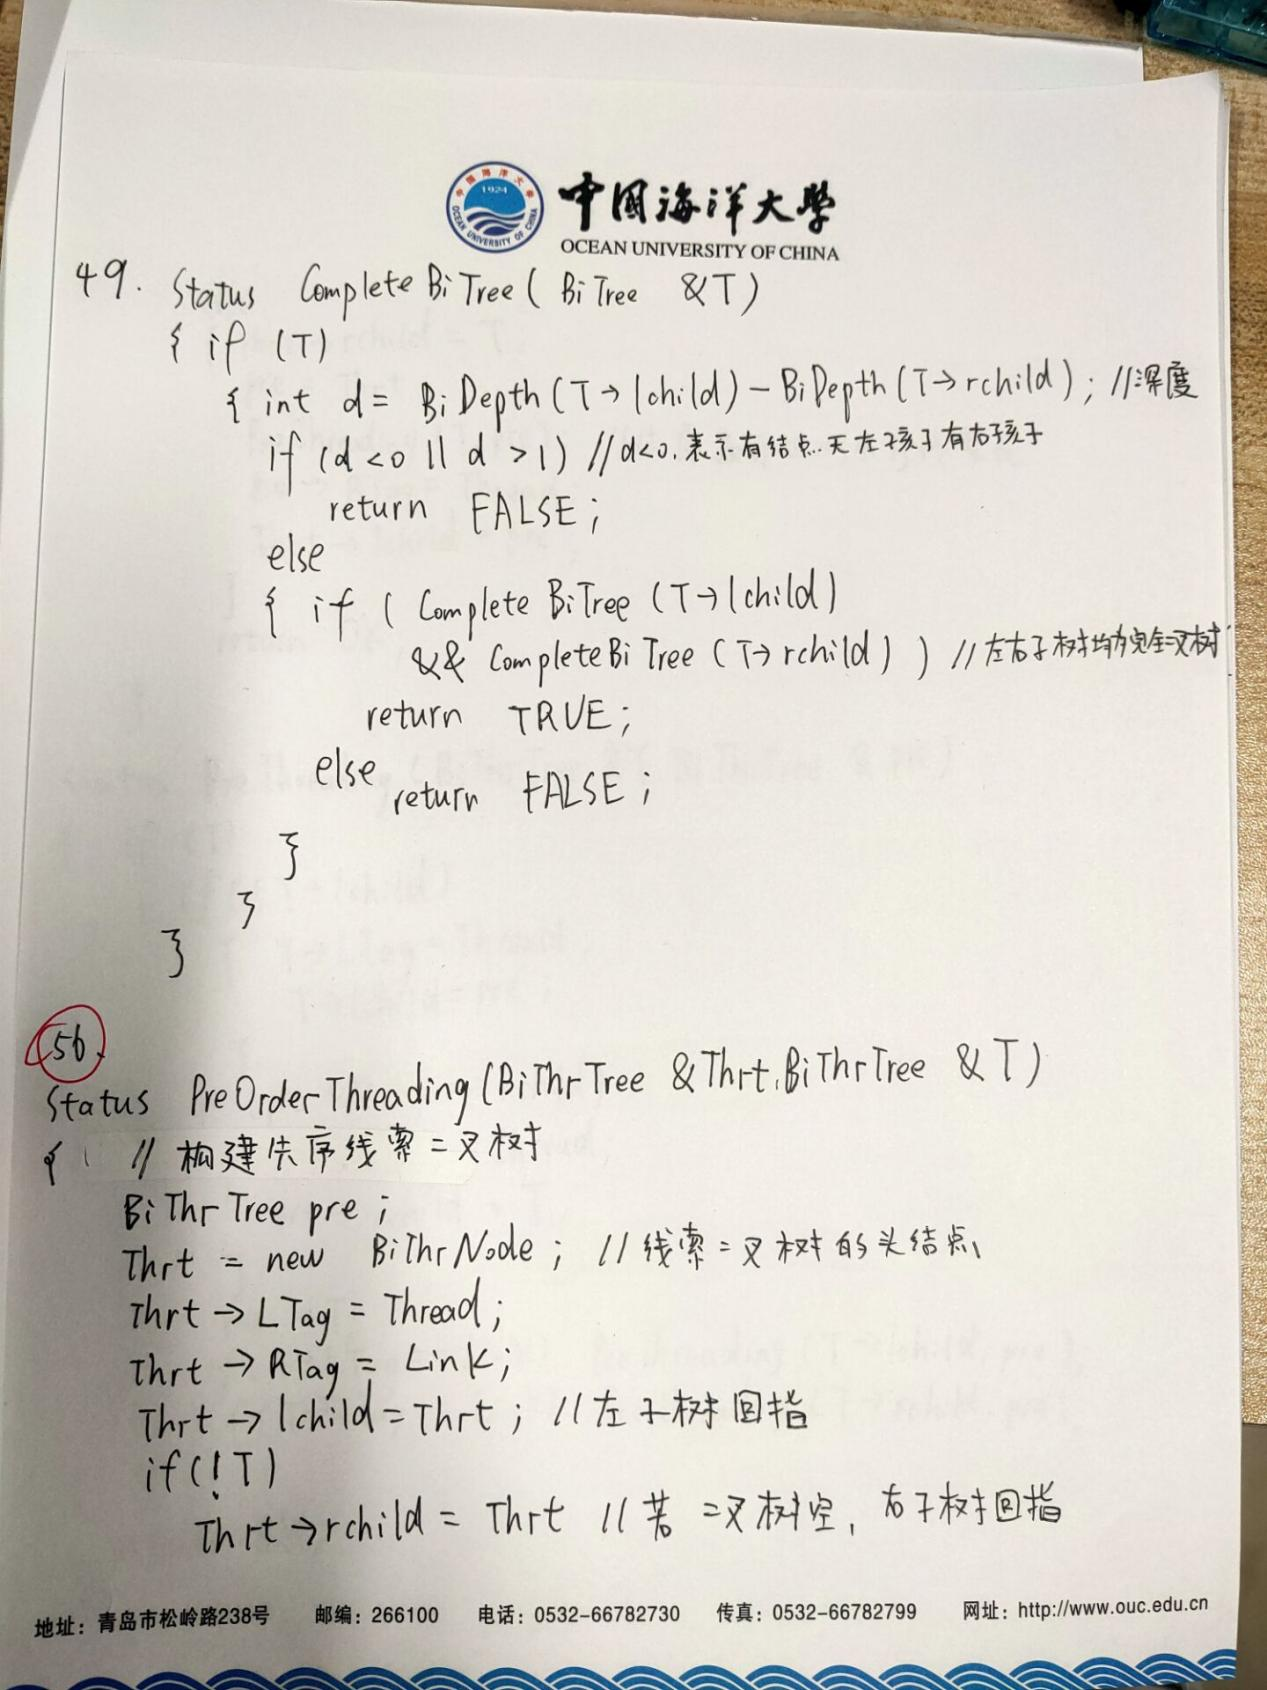 中国海洋大学
OCEAN UNIVERSITY OF CHINA
49. Status CompleteBiTree( BiTree &T)
{ if (T)
{ int d= BiDepth(T→lchild)-BiDepth(T→rchild); //深度
if (d<0 || d>1) //d<0.表示有结点.无左孩子有右孩子
return FALSE;
else
{ if ( CompleteBiTree (T→lchild)
&& CompleteBiTree (T→rchild) ) //左右子树均为完全二叉树
return TRUE;
else
return FALSE;
}
}
}
56.
Status PreOrderThreading(BiThrTree &Thrt,BiThrTree &T)
{ // 构建先序线索二叉树
BiThrTree pre;
Thrt = new BiThrNode; //线索二叉树的头结点
Thrt→LTag = Thread;
Thrt→RTag = Link;
Thrt→lchild=Thrt; //左子树回指
if(!T)
Thrt→rchild = Thrt //若二叉树空,右子树回指
地址：青岛市松岭路238号 邮编：266100 电话：0532-66782730 传真：0532-66782799 网址：http://www.ouc.edu.cn